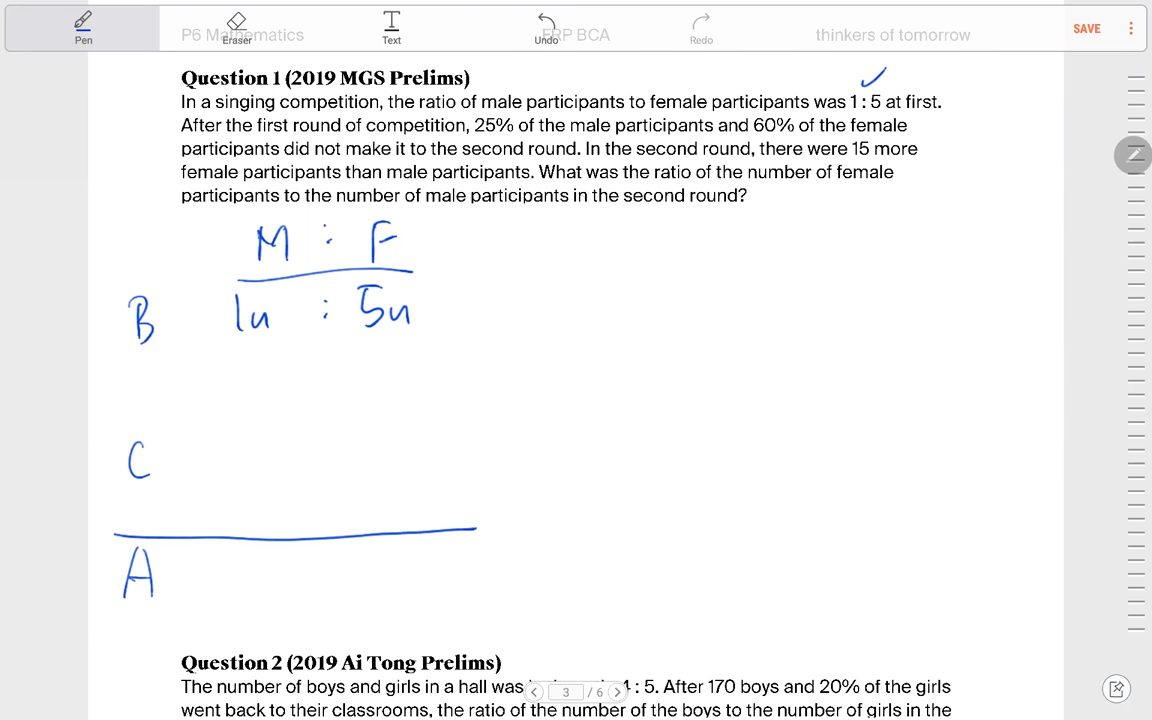 P6 Mathematics ERP BCA thinkers of tomorrow
Pen Eraser Text Undo Redo SAVE
Question 1 (2019 MGS Prelims)
In a singing competition, the ratio of male participants to female participants was 1 : 5 at first.
After the first round of competition, 25% of the male participants and 60% of the female
participants did not make it to the second round. In the second round, there were 15 more
female participants than male participants. What was the ratio of the number of female
participants to the number of male participants in the second round?
M : F
B 1u : 5u
C
A
Question 2 (2019 Ai Tong Prelims)
The number of boys and girls in a hall was 4 : 5. After 170 boys and 20% of the girls
3 / 6
went back to their classrooms, the ratio of the number of the boys to the number of girls in the